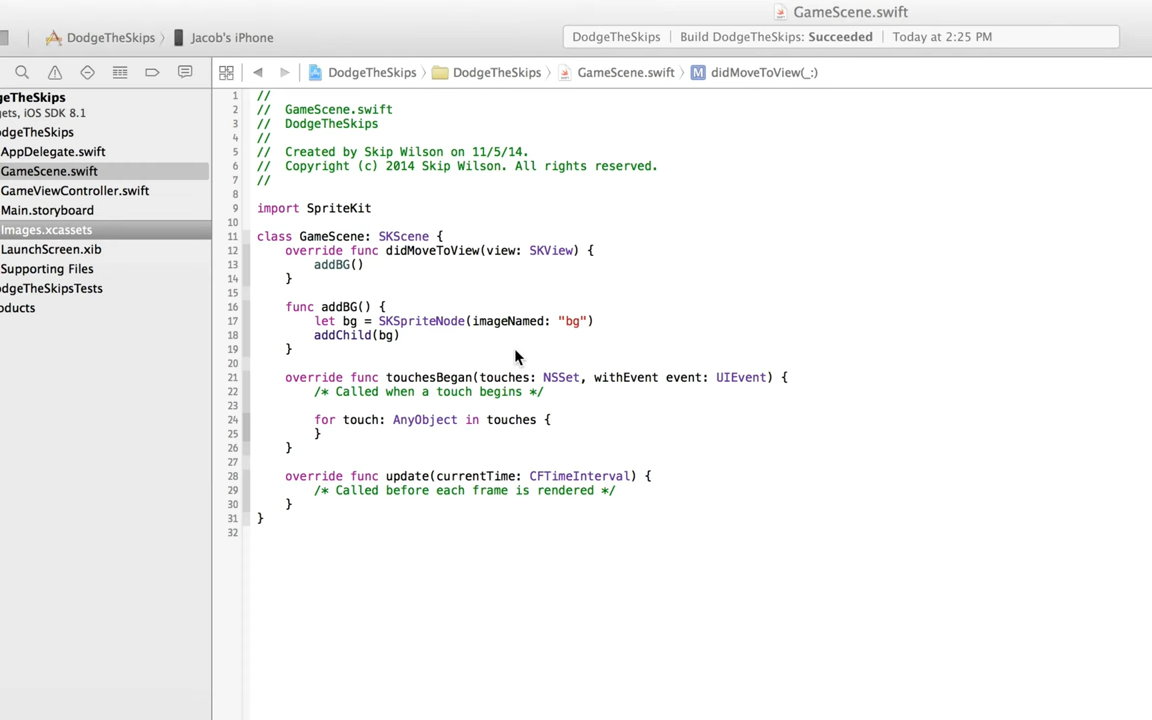 GameScene.swift
DodgeTheSkips
Jacob's iPhone
DodgeTheSkips
Build DodgeTheSkips: Succeeded
Today at 2:25 PM
DodgeTheSkips
DodgeTheSkips
GameScene.swift
M didMoveToView(_:)
geTheSkips
gets, iOS SDK 8.1
odgeTheSkips
AppDelegate.swift
GameScene.swift
GameViewController.swift
Main.storyboard
Images.xcassets
LaunchScreen.xib
Supporting Files
odgeTheSkipsTests
oducts
1 //
2 //  GameScene.swift
3 //  DodgeTheSkips
4 //
5 //  Created by Skip Wilson on 11/5/14.
6 //  Copyright (c) 2014 Skip Wilson. All rights reserved.
7 //
8
9 import SpriteKit
10
11 class GameScene: SKScene {
12     override func didMoveToView(view: SKView) {
13         addBG()
14     }
15
16     func addBG() {
17         let bg = SKSpriteNode(imageNamed: "bg")
18         addChild(bg)
19     }
20
21     override func touchesBegan(touches: NSSet, withEvent event: UIEvent) {
22         /* Called when a touch begins */
23
24         for touch: AnyObject in touches {
25         }
26     }
27
28     override func update(currentTime: CFTimeInterval) {
29         /* Called before each frame is rendered */
30     }
31 }
32